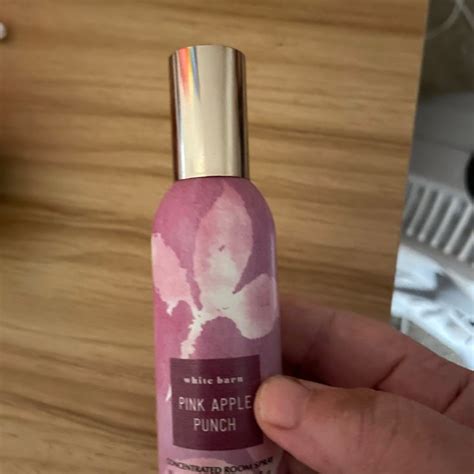 white barn
PINK APPLE
PUNCH
CONCENTRATED ROOM SPRAY